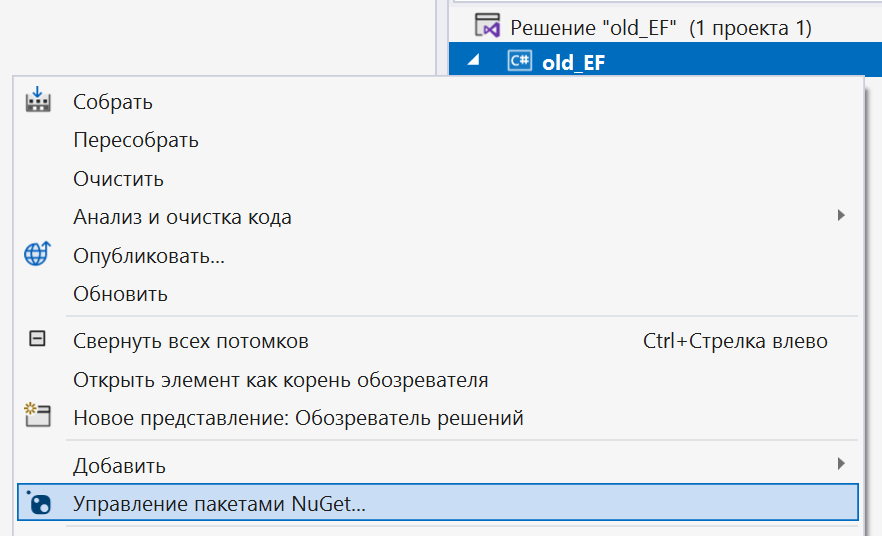 Решение "old_EF" (1 проекта 1)
C# old_EF
Собрать
Пересобрать
Очистить
Анализ и очистка кода
Опубликовать...
Обновить
Свернуть всех потомков Ctrl+Стрелка влево
Открыть элемент как корень обозревателя
Новое представление: Обозреватель решений
Добавить
Управление пакетами NuGet...